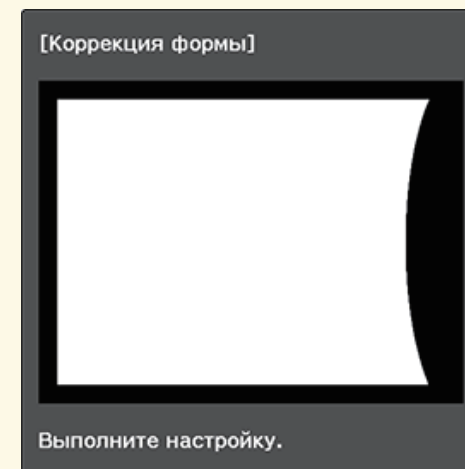 [Коррекция формы]
Выполните настройку.